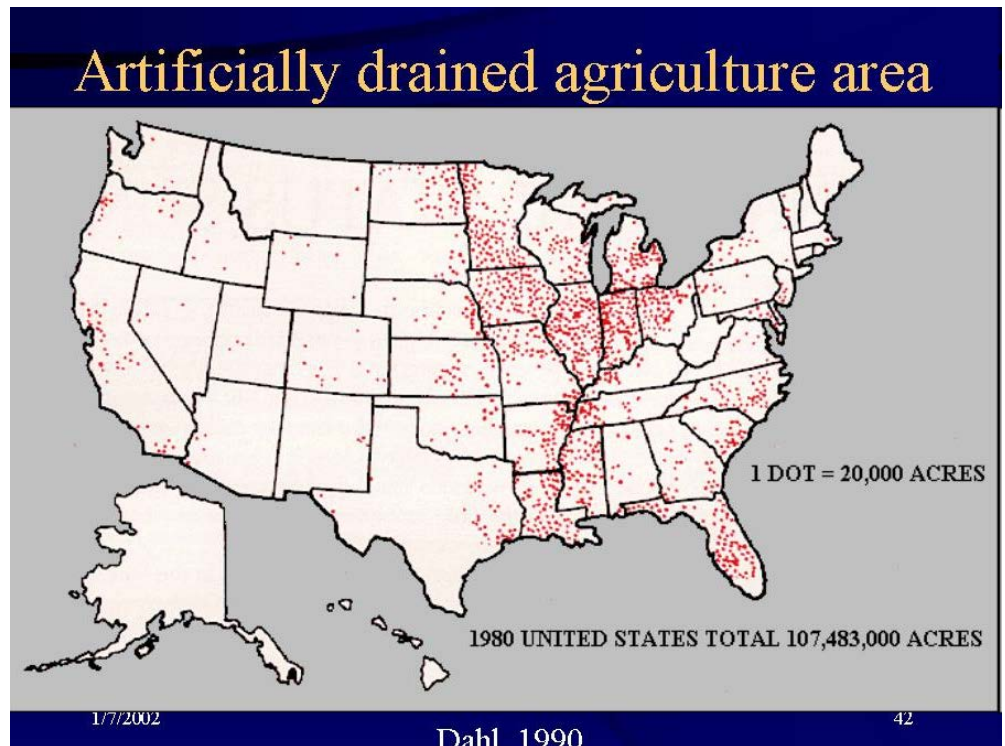 Artificially drained agriculture area
1 DOT = 20,000 ACRES
1980 UNITED STATES TOTAL 107,483,000 ACRES
1/7/2002
42
Dahl, 1990